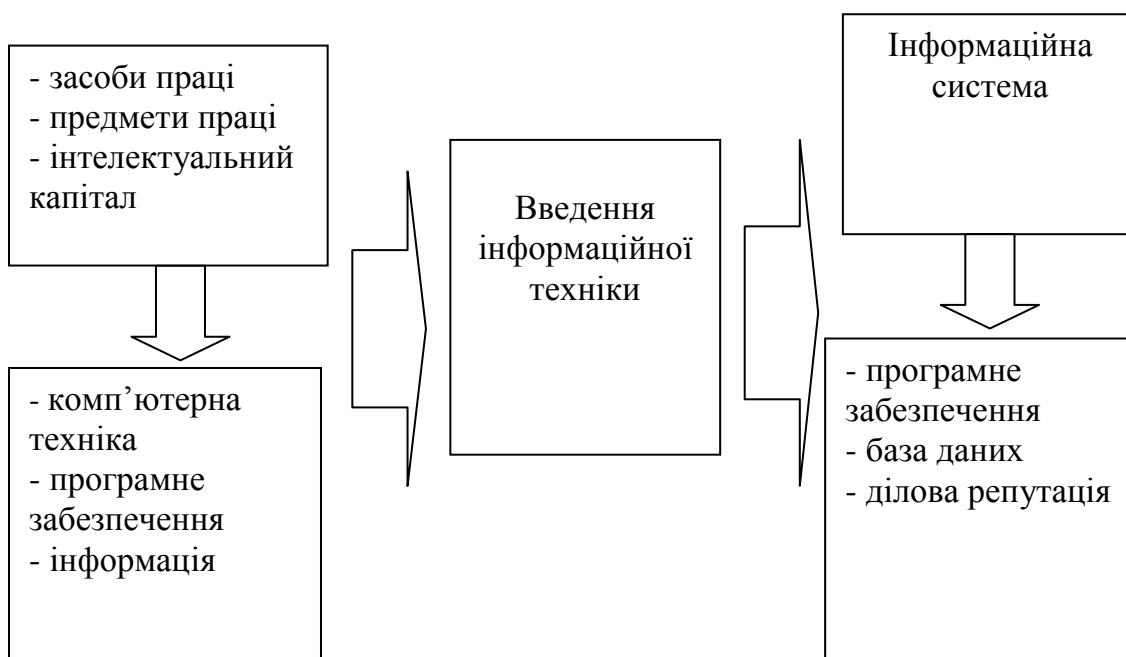 - засоби праці
- предмети праці
- інтелектуальний
капітал
- комп’ютерна
техніка
- програмне
забезпечення
- інформація
Введення
інформаційної
техніки
Інформаційна
система
- програмне
забезпечення
- база даних
- ділова репутація